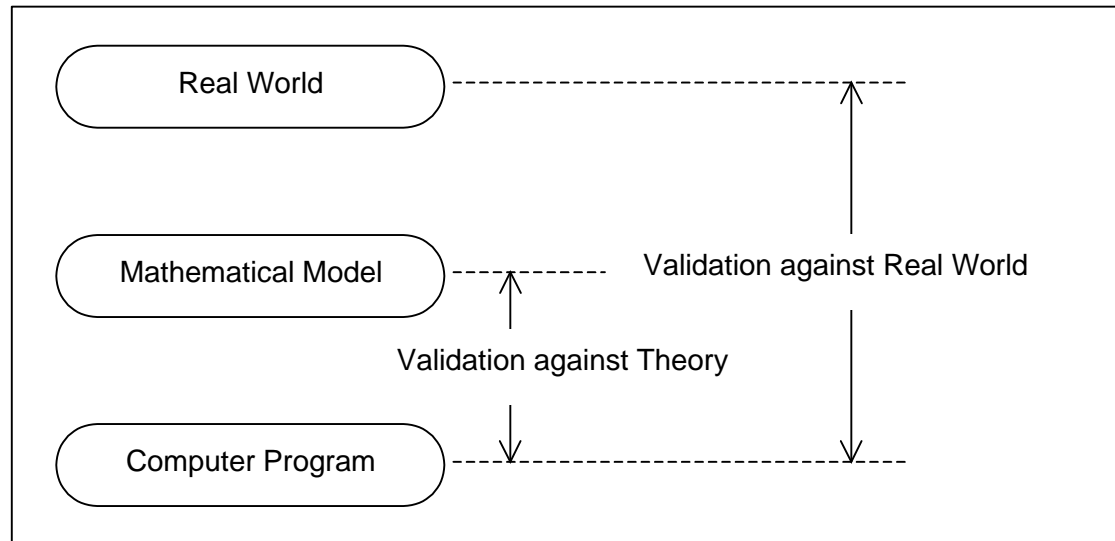 Real World
Mathematical Model
Validation against Real World
Validation against Theory
Computer Program